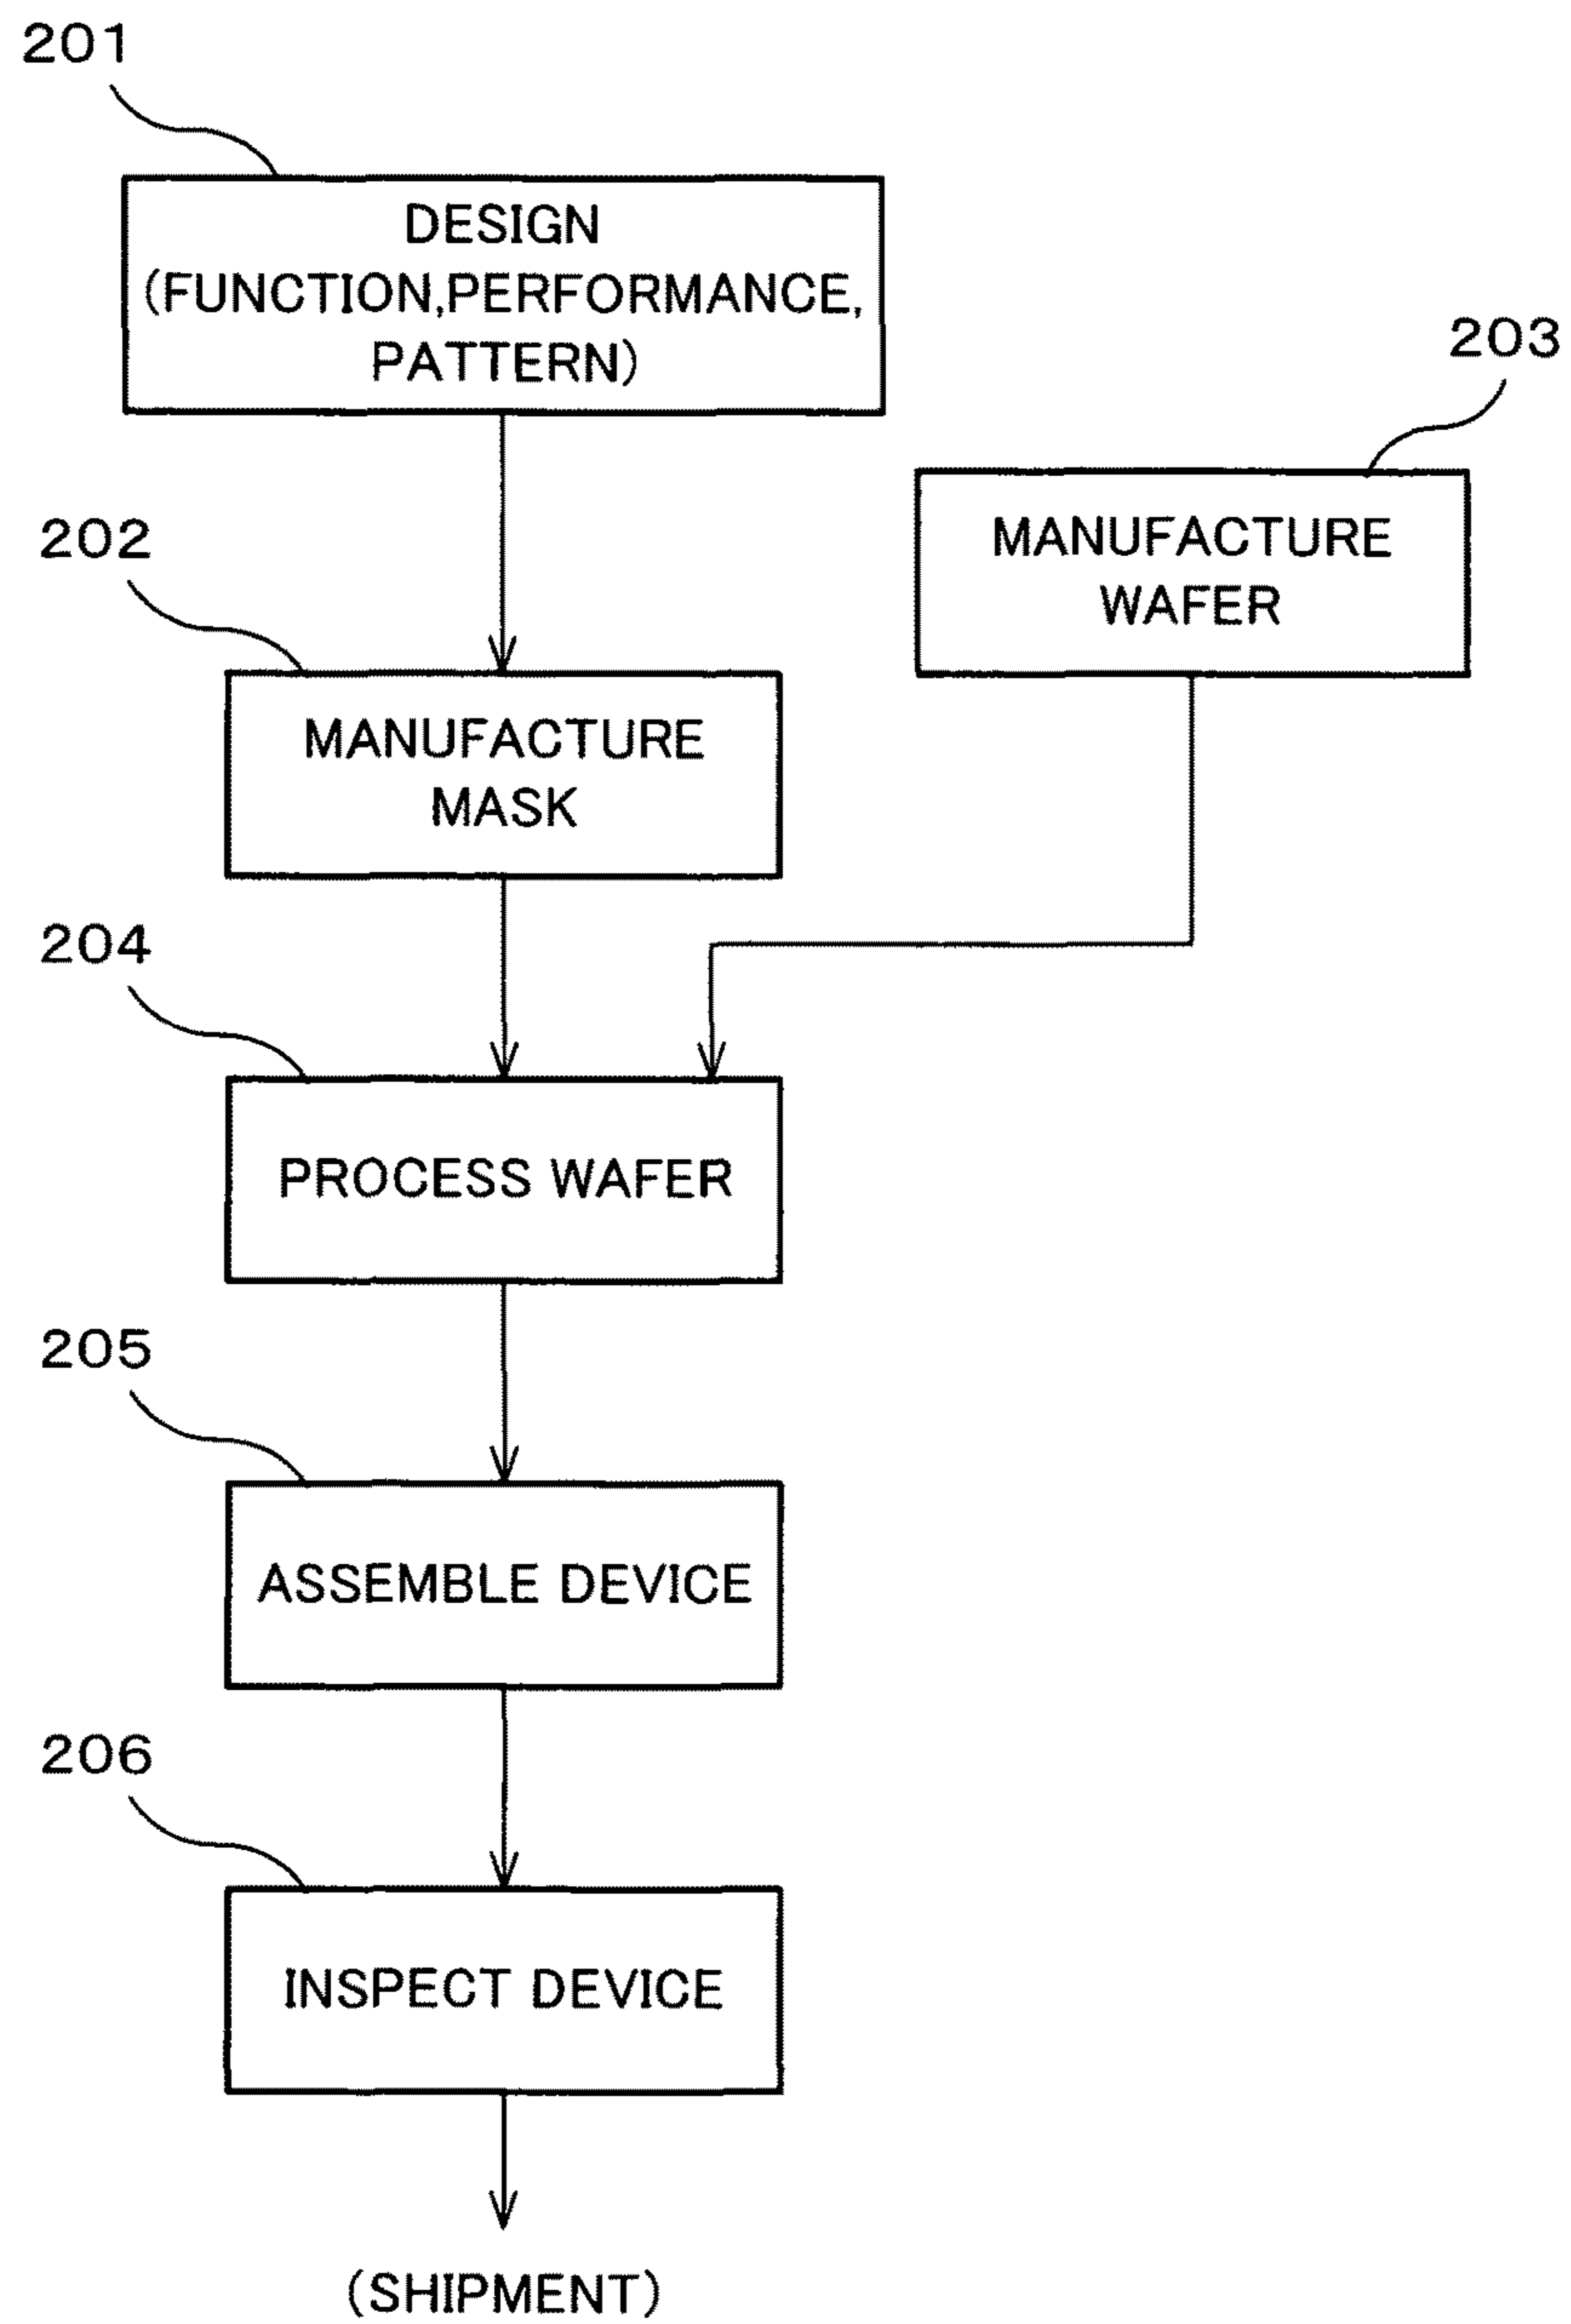 201
DESIGN
(FUNCTION,PERFORMANCE,
PATTERN)
203
MANUFACTURE
WAFER
202
MANUFACTURE
MASK
204
PROCESS WAFER
205
ASSEMBLE DEVICE
206
INSPECT DEVICE
(SHIPMENT)